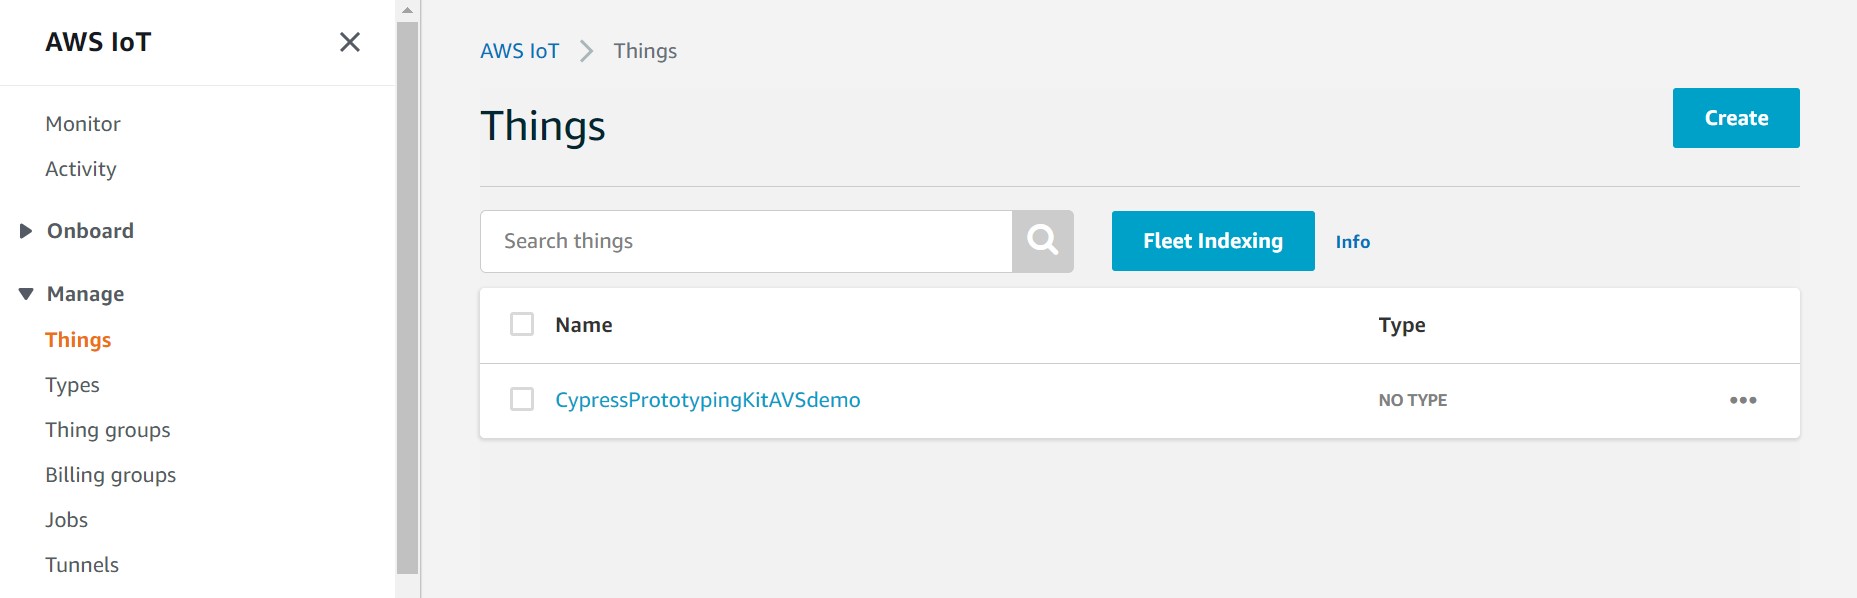 AWS IoT
Monitor
Activity
Onboard
Manage
Things
Types
Thing groups
Billing groups
Jobs
Tunnels
AWS IoT Things
Things
Create
Search things
Fleet Indexing Info
Name Type
CypressPrototypingKitAVSdemo NO TYPE